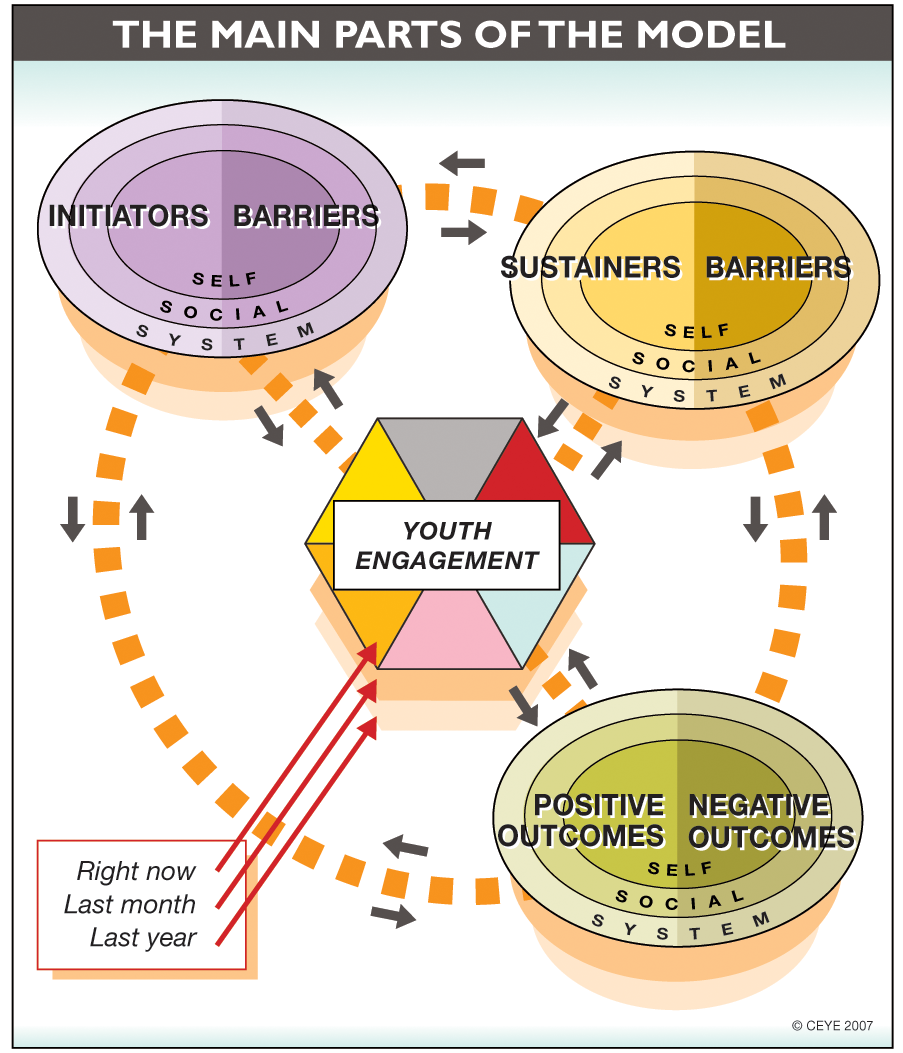 THE MAIN PARTS OF THE MODEL
INITIATORS BARRIERS
SELF
SOCIAL
SYSTEM
SUSTAINERS BARRIERS
SELF
SOCIAL
SYSTEM
YOUTH
ENGAGEMENT
POSITIVE
OUTCOMES
NEGATIVE
OUTCOMES
SELF
SOCIAL
SYSTEM
Right now
Last month
Last year
© CEYE 2007